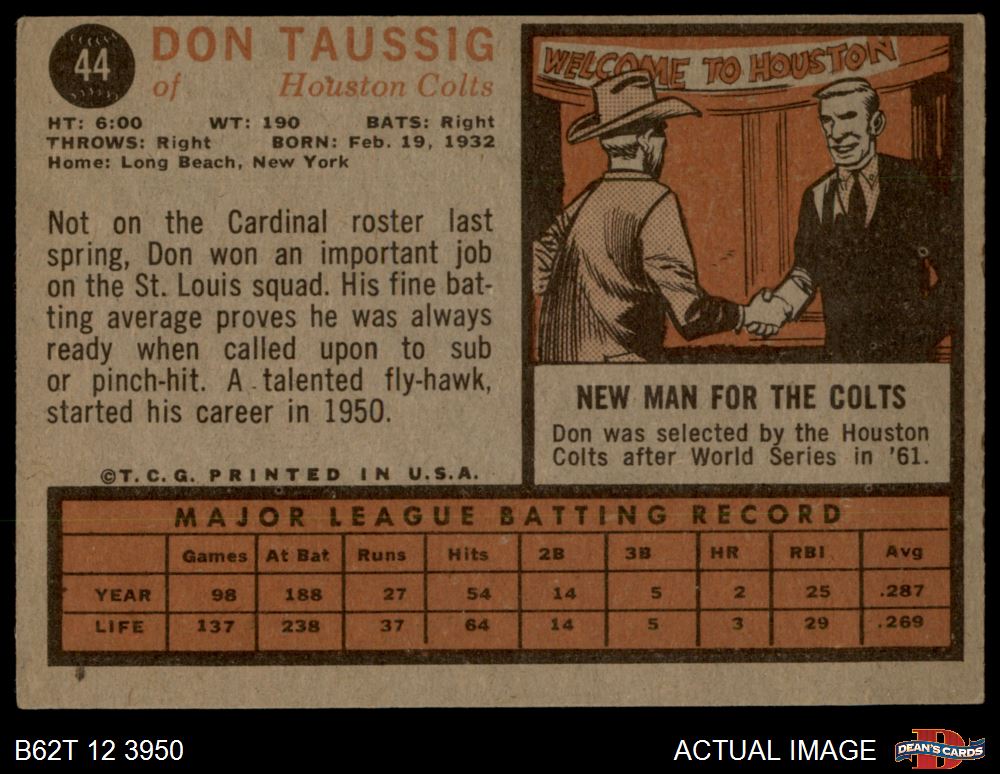 44
DON TAUSSIG
of Houston Colts
HT: 6:00 WT: 190 BATS: Right
THROWS: Right BORN: Feb. 19, 1932
Home: Long Beach, New York
Not on the Cardinal roster last
spring, Don won an important job
on the St. Louis squad. His fine bat-
ting average proves he was always
ready when called upon to sub
or pinch-hit. A talented fly-hawk,
started his career in 1950.
©T.C.G. PRINTED IN U.S.A.
WELCOME TO HOUSTON
NEW MAN FOR THE COLTS
Don was selected by the Houston
Colts after World Series in '61.
MAJOR LEAGUE BATTING RECORD
Games At Bat Runs Hits 2B 3B HR RBI Avg
YEAR 98 188 27 54 14 5 2 25 .287
LIFE 137 238 37 64 14 5 3 29 .269
B62T 12 3950
ACTUAL IMAGE
D
DEAN'S CARDS